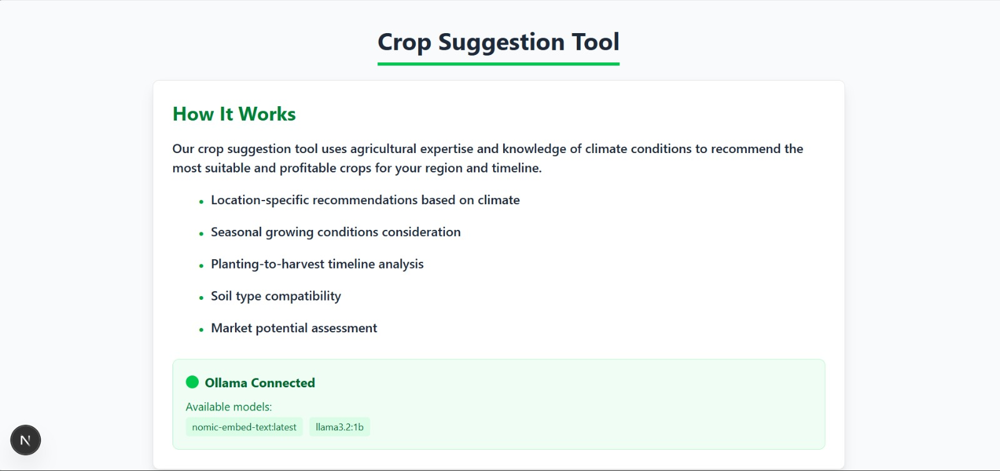 Crop Suggestion Tool
How It Works
Our crop suggestion tool uses agricultural expertise and knowledge of climate conditions to recommend the
most suitable and profitable crops for your region and timeline.
Location-specific recommendations based on climate
Seasonal growing conditions consideration
Planting-to-harvest timeline analysis
Soil type compatibility
Market potential assessment
Ollama Connected
Available models:
nomic-embed-text:latest llama3.2:1b
N